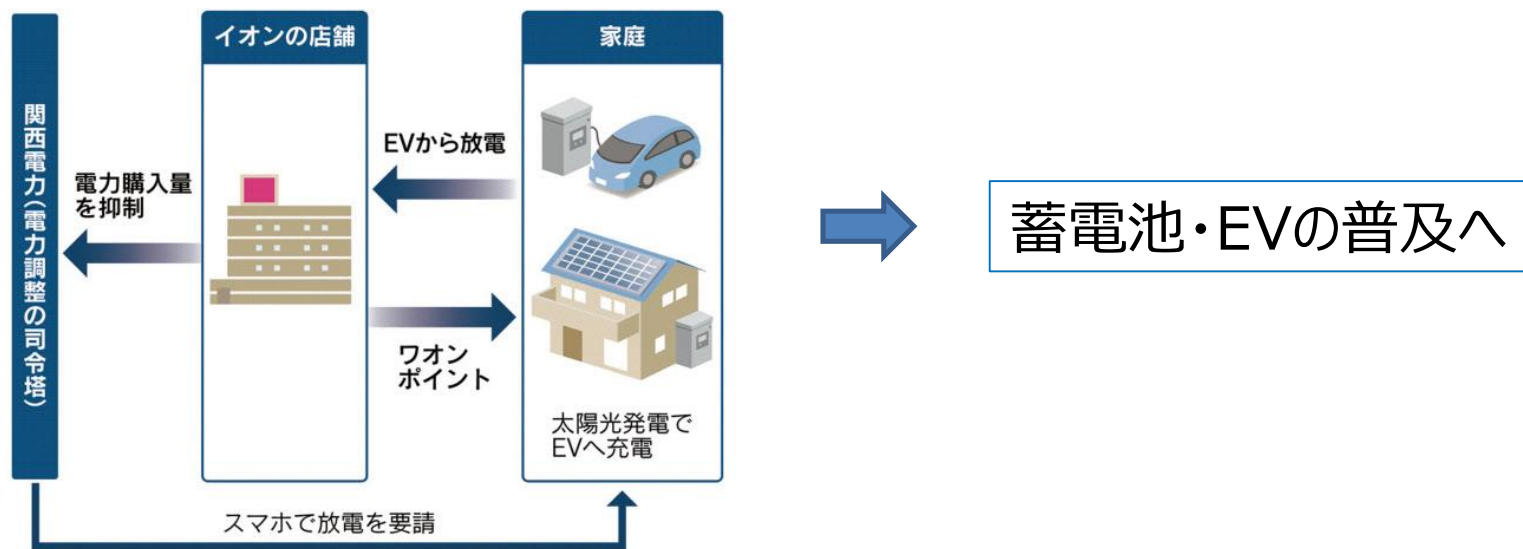 関西電力(電力調整の司令塔)
イオンの店舗
家庭
EVから放電
電力購入量
を抑制
ワオン
ポイント
太陽光発電で
EVへ充電
スマホで放電を要請
蓄電池・EVの普及へ